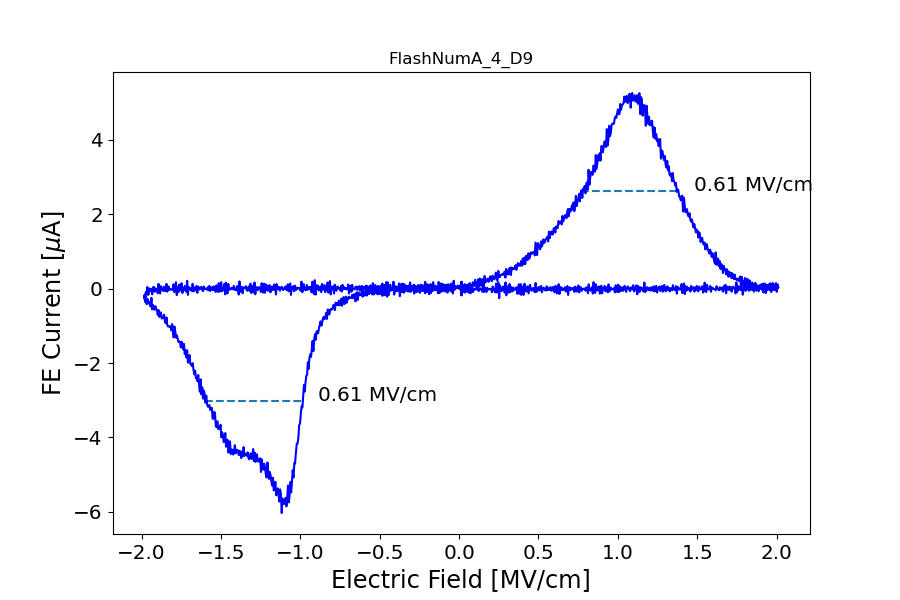 FlashNumA_4_D9
FE Current [μA]
4
2
0
−2
−4
−6
0.61 MV/cm
0.61 MV/cm
−2.0 −1.5 −1.0 −0.5 0.0 0.5 1.0 1.5 2.0
Electric Field [MV/cm]